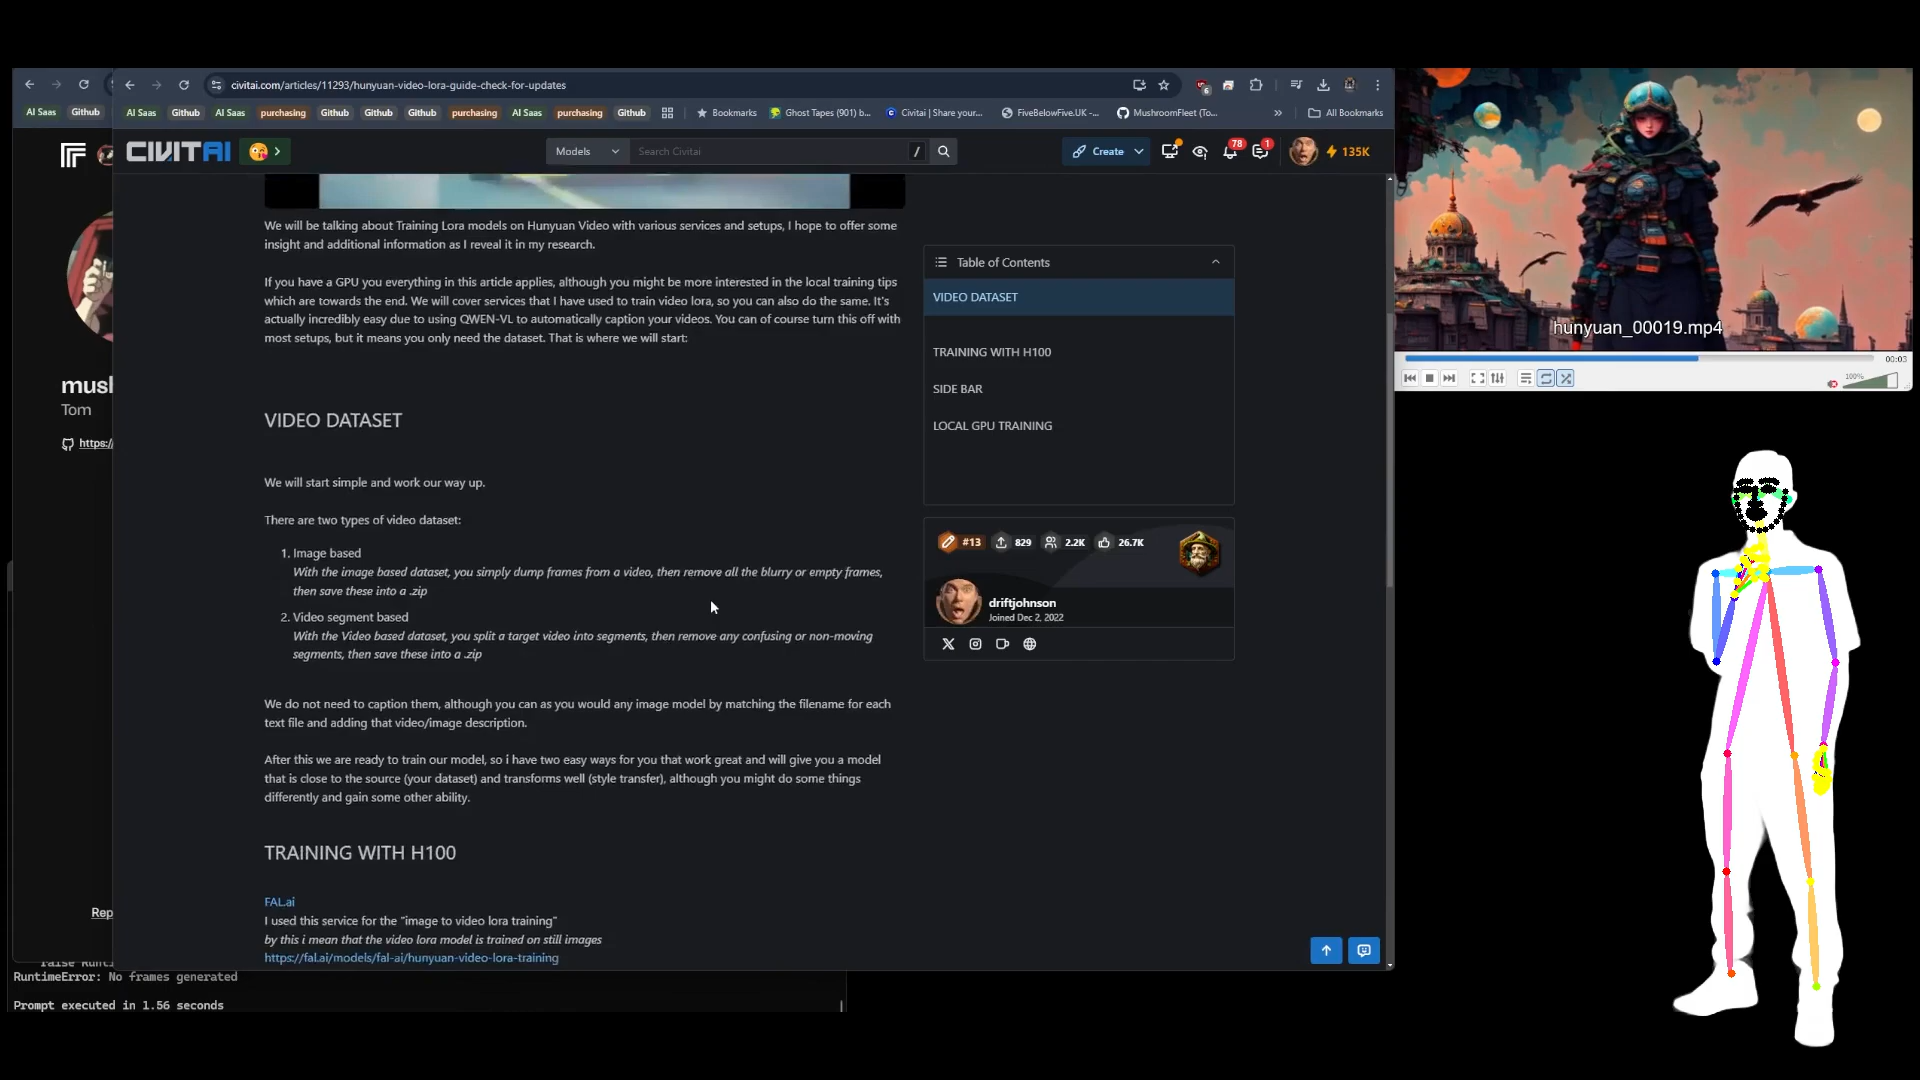 civitai.com/articles/11293/hunyuan-video-lora-guide-check-for-updates
AI Saas
Github
AI Saas
Github
AI Saas
purchasing
Github
Github
Github
purchasing
AI Saas
purchasing
Github
Bookmarks
Ghost Tapes (901) b...
Civitai | Share your...
FiveBelowFive.UK -...
MushroomFleet (To...
»
All Bookmarks
CIVITAI
Models
Search Civitai
/
Create
78
1
135K
We will be talking about Training Lora models on Hunyuan Video with various services and setups, I hope to offer some
insight and additional information as I reveal it in my research.
If you have a GPU you everything in this article applies, although you might be more interested in the local training tips
which are towards the end. We will cover services that I have used to train video lora, so you can also do the same. It's
actually incredibly easy due to using QWEN-VL to automatically caption your videos. You can of course turn this off with
most setups, but it means you only need the dataset. That is where we will start:
VIDEO DATASET
We will start simple and work our way up.
There are two types of video dataset:
1. Image based
With the image based dataset, you simply dump frames from a video, then remove all the blurry or empty frames,
then save these into a .zip
2. Video segment based
With the Video based dataset, you split a target video into segments, then remove any confusing or non-moving
segments, then save these into a .zip
We do not need to caption them, although you can as you would any image model by matching the filename for each
text file and adding that video/image description.
After this we are ready to train our model, so i have two easy ways for you that work great and will give you a model
that is close to the source (your dataset) and transforms well (style transfer), although you might do some things
differently and gain some other ability.
TRAINING WITH H100
FAL.ai
I used this service for the "image to video lora training"
by this i mean that the video lora model is trained on still images
https://fal.ai/models/fal-ai/hunyuan-video-lora-training
Table of Contents
VIDEO DATASET
TRAINING WITH H100
SIDE BAR
LOCAL GPU TRAINING
#13
829
2.2K
26.7K
driftjohnson
Joined Dec 2, 2022
Tom
https:/
RuntimeError: No frames generated
Prompt executed in 1.56 seconds
hunyuan_00019.mp4
00:03
100%